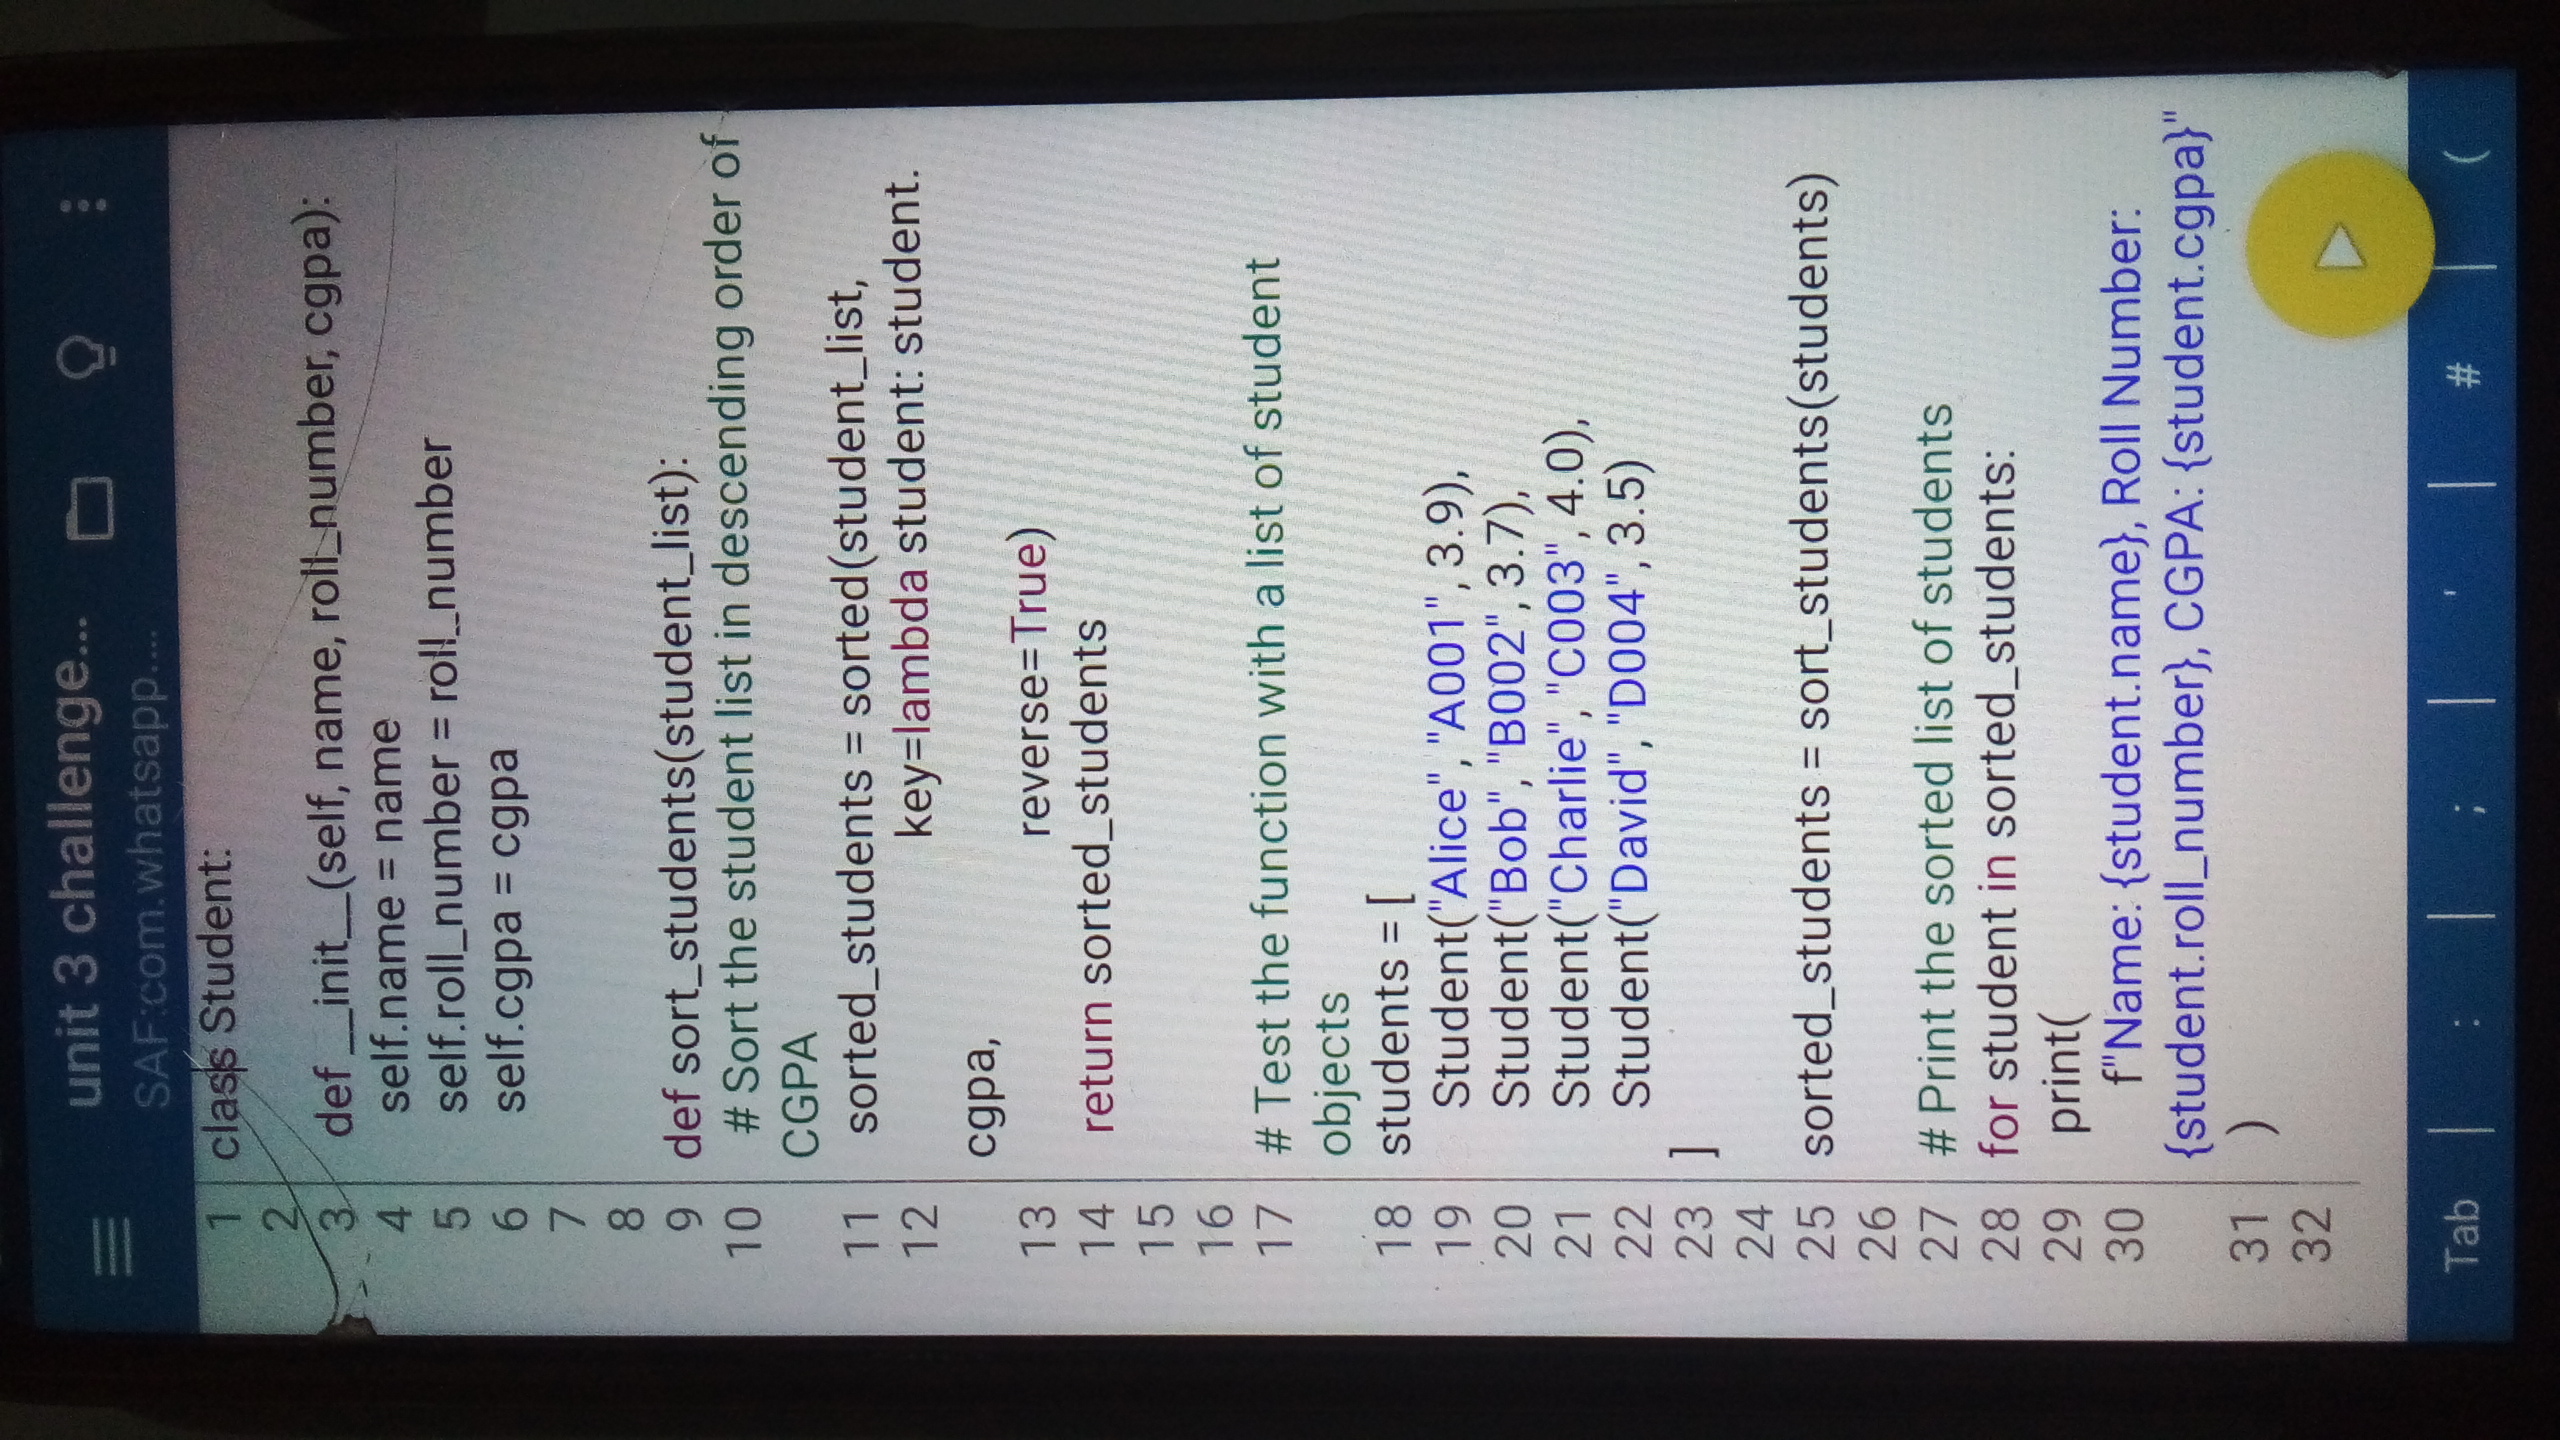 unit 3 challenge...
SAF:com.whatsapp....
1 class Student:
2
3 def __init__(self, name, roll_number, cgpa):
4 self.name = name
5 self.roll_number = roll_number
6 self.cgpa = cgpa
7
8
9 def sort_students(student_list):
10 # Sort the student list in descending order of
CGPA
11 sorted_students = sorted(student_list,
12 key=lambda student: student.
cgpa,
13 reverse=True)
14 return sorted_students
15
16
17 # Test the function with a list of student
objects
18 students = [
19 Student("Alice", "A001", 3.9),
20 Student("Bob", "B002", 3.7),
21 Student("Charlie", "C003", 4.0),
22 Student("David", "D004", 3.5)
23 ]
24
25 sorted_students = sort_students(students)
26
27 # Print the sorted list of students
28 for student in sorted_students:
29 print(
30 f"Name: {student.name}, Roll Number:
{student.roll_number}, CGPA: {student.cgpa}"
31 )
32
Tab : ; ' # (